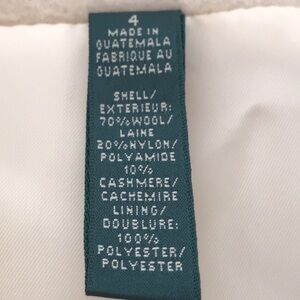 4
MADE IN
GUATEMALA
FABRIQUE AU
GUATEMALA
SHELL/
EXTERIEUR:
70%WOOL/
LAINE
20%NYLON/
POLYAMIDE
10%
CASHMERE/
CACHEMIRE
LINING/
DOUBLURE:
100%
POLYESTER/
POLYESTER